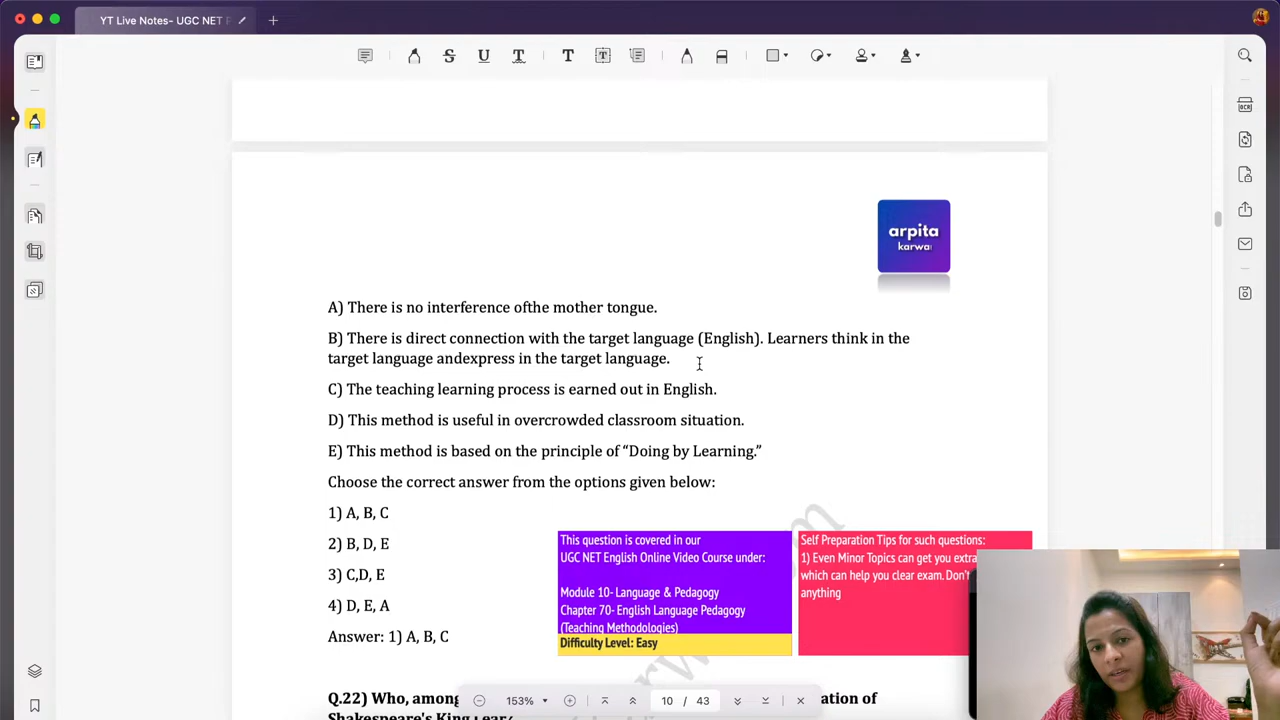 YT Live Notes- UGC NET P
OCR
arpita
karwa
A) There is no interference ofthe mother tongue.
B) There is direct connection with the target language (English). Learners think in the
target language andexpress in the target language.
C) The teaching learning process is earned out in English.
D) This method is useful in overcrowded classroom situation.
E) This method is based on the principle of “Doing by Learning.”
Choose the correct answer from the options given below:
1) A, B, C
2) B, D, E
3) C,D, E
4) D, E, A
Answer: 1) A, B, C
This question is covered in our
UGC NET English Online Video Course under:
Module 10- Language & Pedagogy
Chapter 70- English Language Pedagogy
(Teaching Methodologies)
Difficulty Level: Easy
Self Preparation Tips for such questions:
1) Even Minor Topics can get you extra
which can help you clear exam. Don't
anything
Q.22) Who, among ation of
Shakespeare's King Lear?
153% 10 / 43